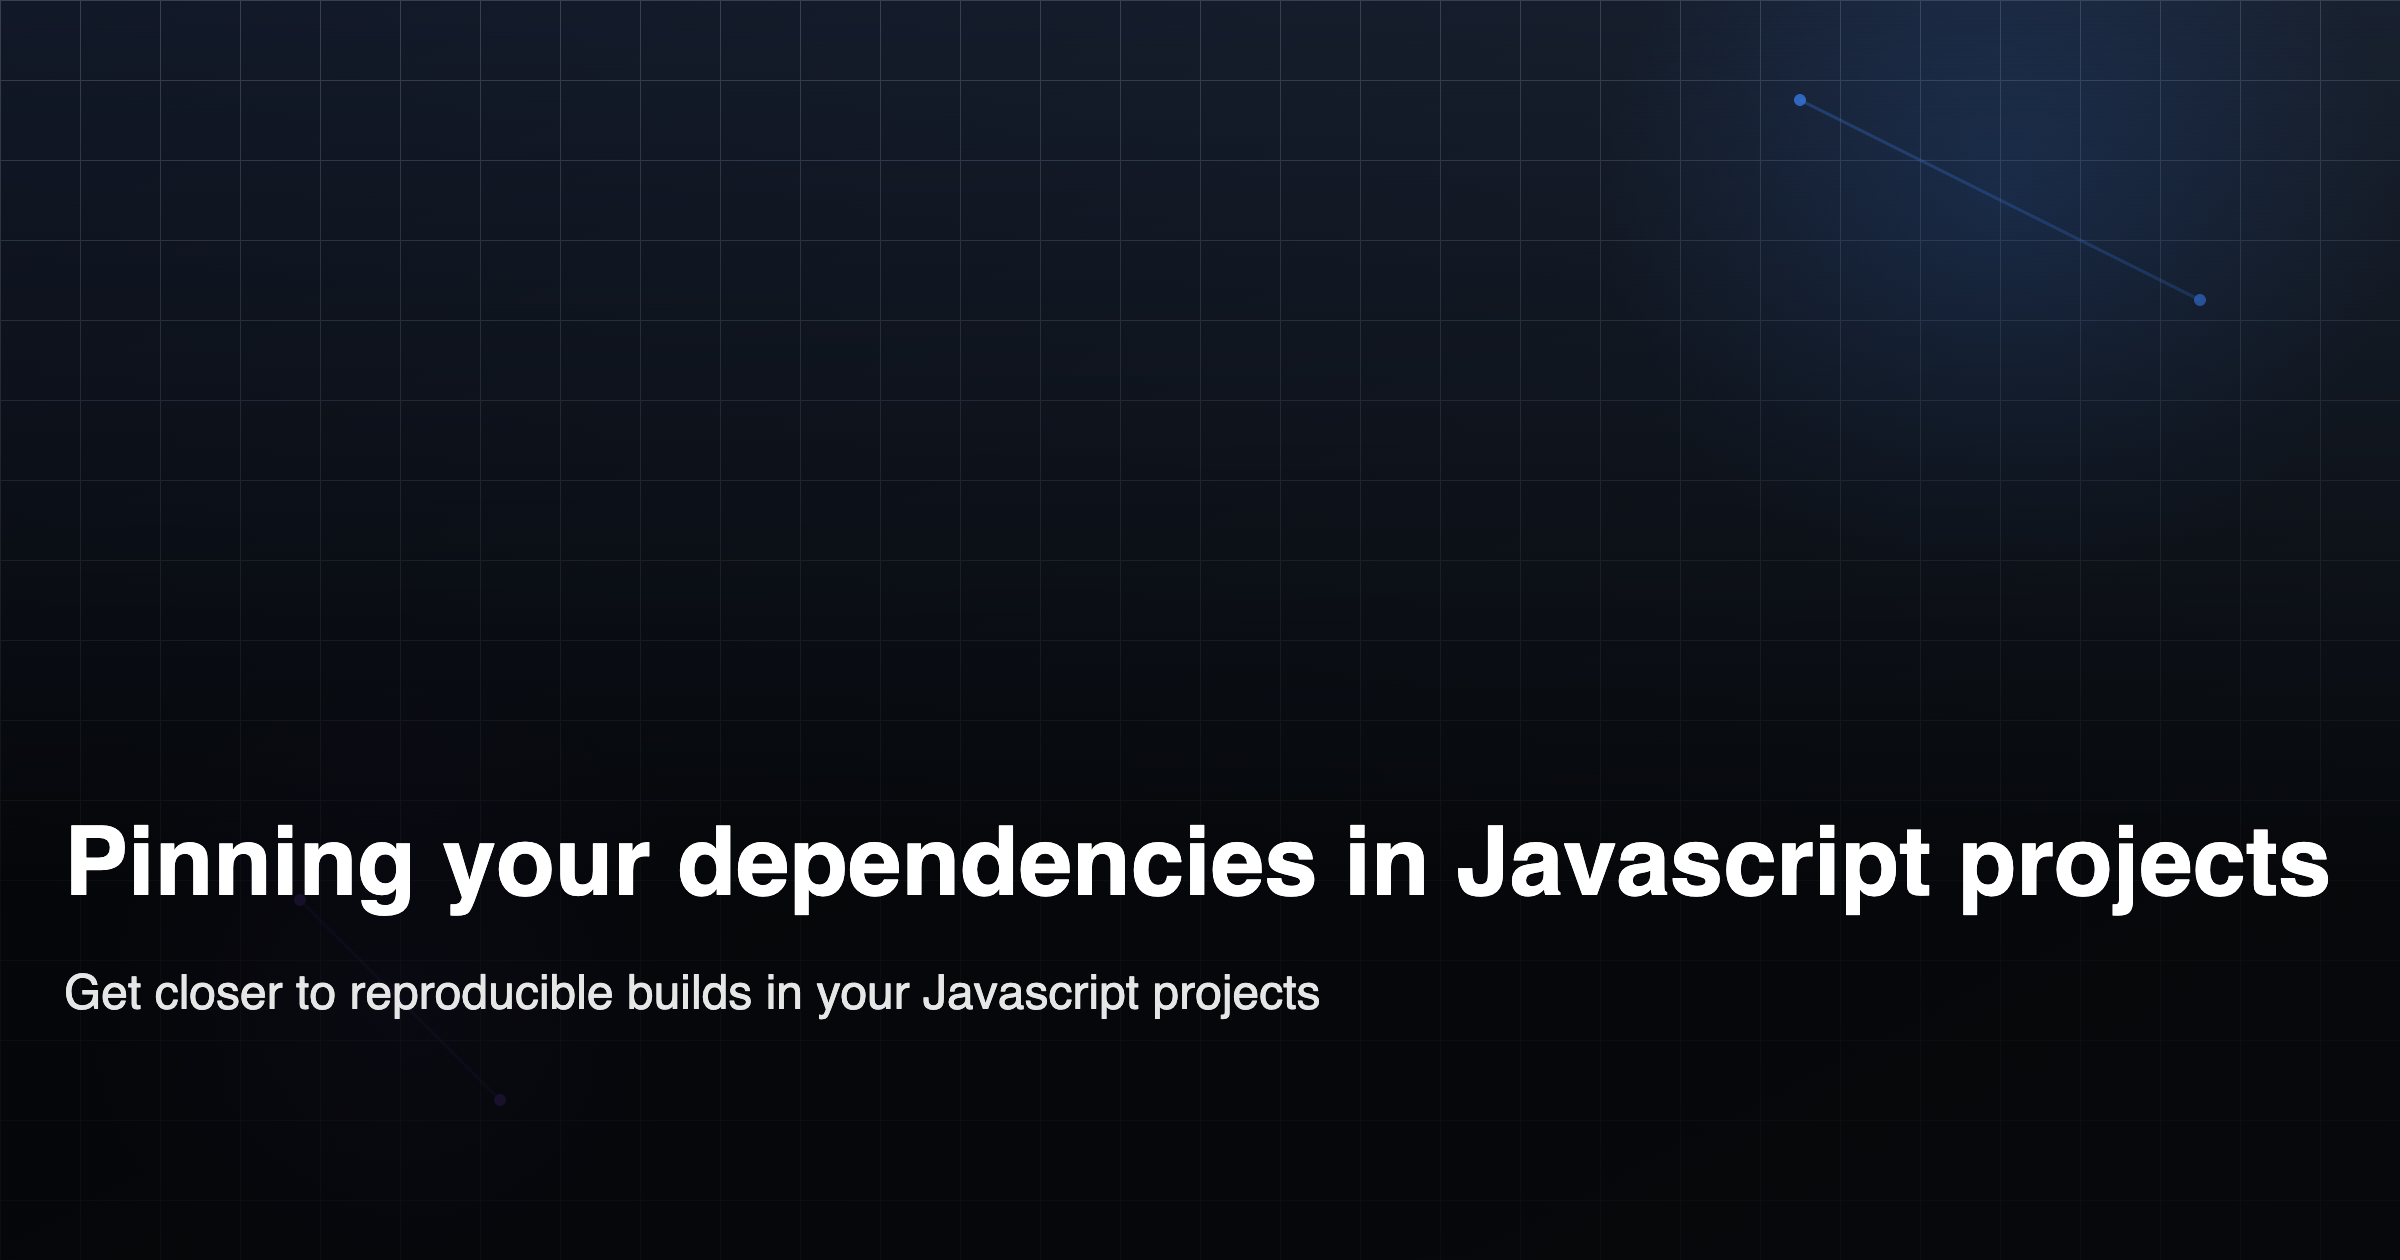 Pinning your dependencies in Javascript projects
Get closer to reproducible builds in your Javascript projects